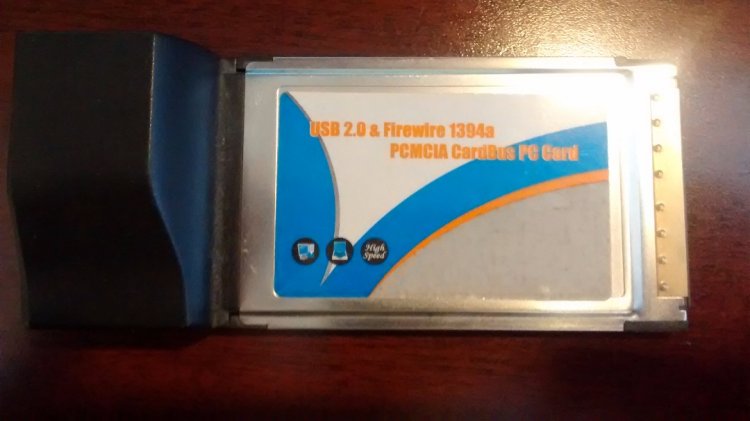 USB 2.0 & Firewire 1394a
PCMCIA CardBus PC Card
High
Speed